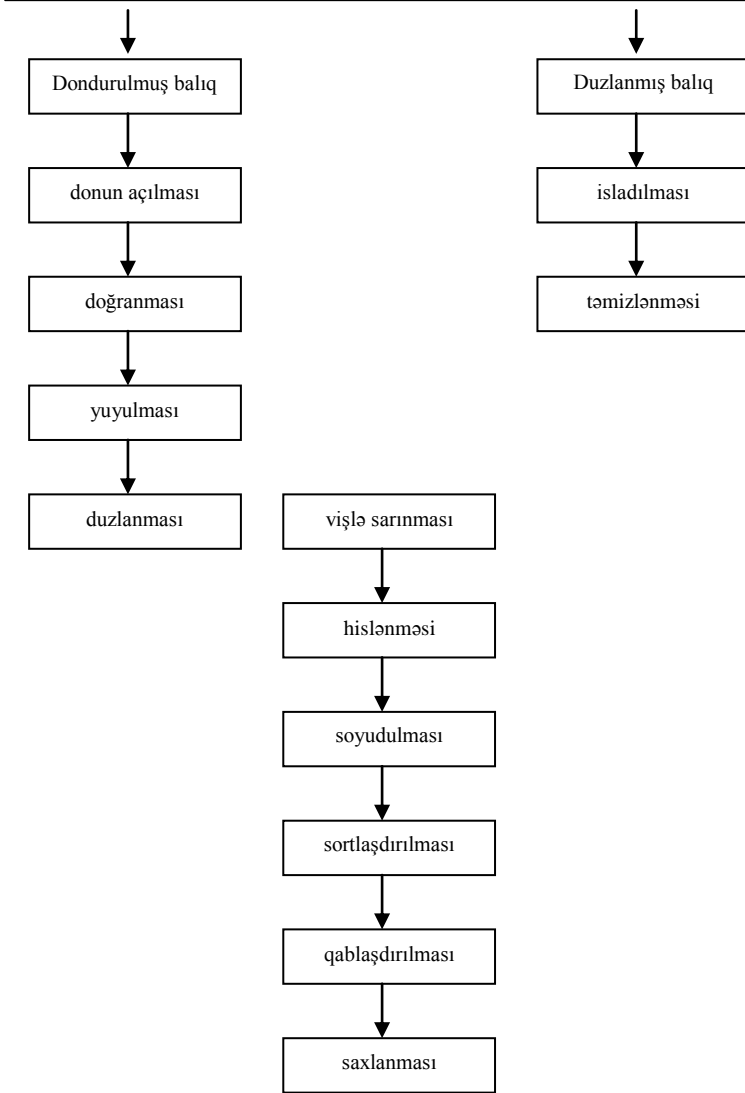 Dondurulmuş balıq
Duzlanmış balıq
donun açılması
isladılması
doğranması
təmizlənməsi
yuyulması
duzlanması
vişlə sarınması
hislənməsi
soyudulması
sortlaşdırılması
qablaşdırılması
saxlanması